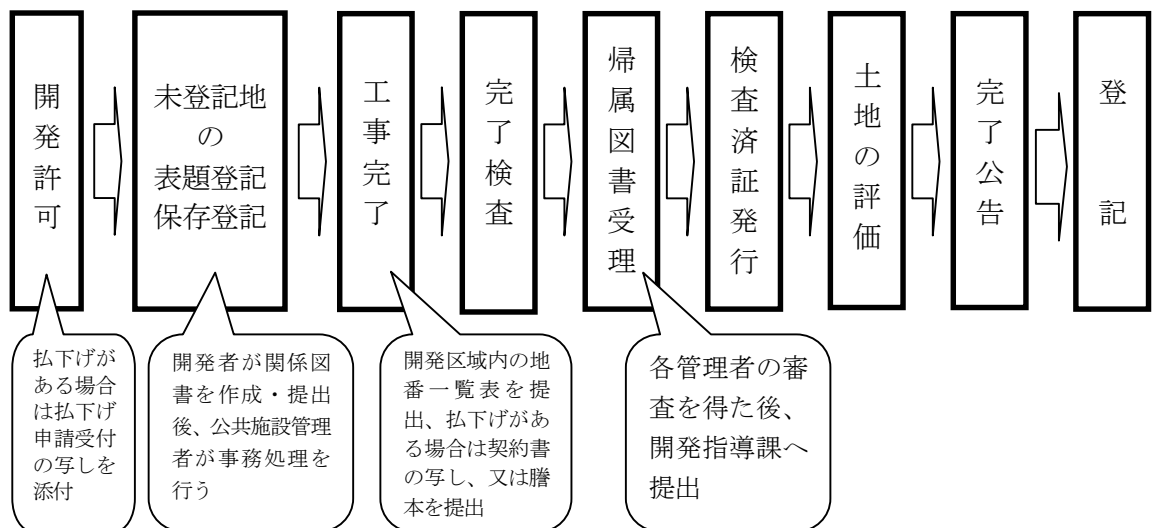 開発許可
未登記地
の
表題登記
保存登記
工事完了
完了検査
帰属図書受理
検査済証発行
土地の評価
完了公告
登記
払下げが
ある場合
は払下げ
申請受付
の写しを
添付
開発者が関係図
書を作成・提出
後、公共施設管理
者が事務処理を
行う
開発区域内の地
番一覧表を提
出、払下げがあ
る場合は契約書
の写し、又は謄
本を提出
各管理者の審
査を得た後、
開発指導課へ
提出